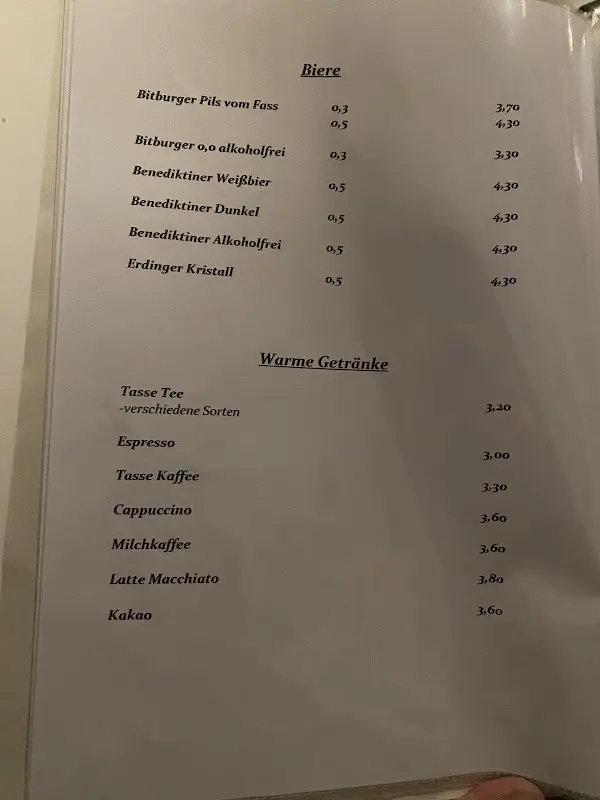 Biere
Bitburger Pils vom Fass 0,3 3,70
0,5 4,30
Bitburger 0,0 alkoholfrei 0,3 3,30
Benediktiner Weißbier 0,5 4,30
Benediktiner Dunkel 0,5 4,30
Benediktiner Alkoholfrei 0,5 4,30
Erdinger Kristall 0,5 4,30
Warme Getränke
Tasse Tee
-verschiedene Sorten 3,20
Espresso 3,00
Tasse Kaffee 3,30
Cappuccino 3,60
Milchkaffee 3,60
Latte Macchiato 3,80
Kakao 3,60